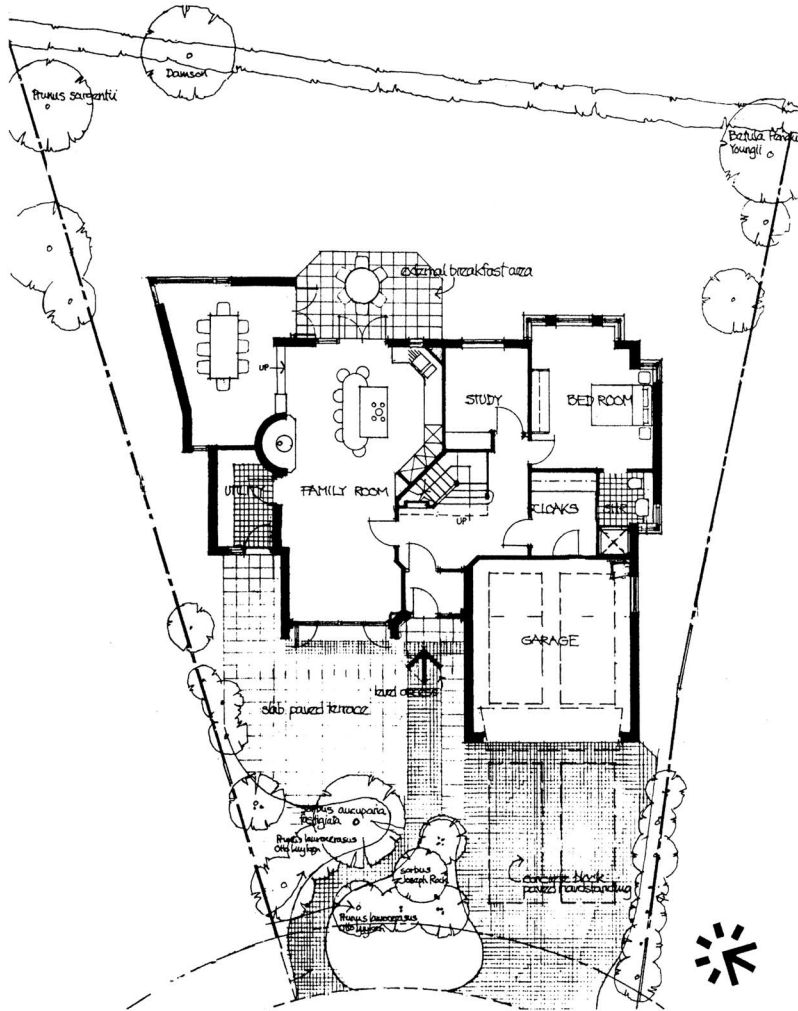 Damson
Prunus sargentii
Betula
Youngii
external breakfast area
UP
STUDY
BED ROOM
UTILITY
FAMILY ROOM
UP
CLOAKS
SHR
GARAGE
level access
slab paved terrace
sorbus aucuparia
fastigiata
Prunus laurocerasus
Otto Luyken
sorbus
Joseph Rock
Prunus laurocerasus
Otto Luyken
concrete block
paved hardstanding